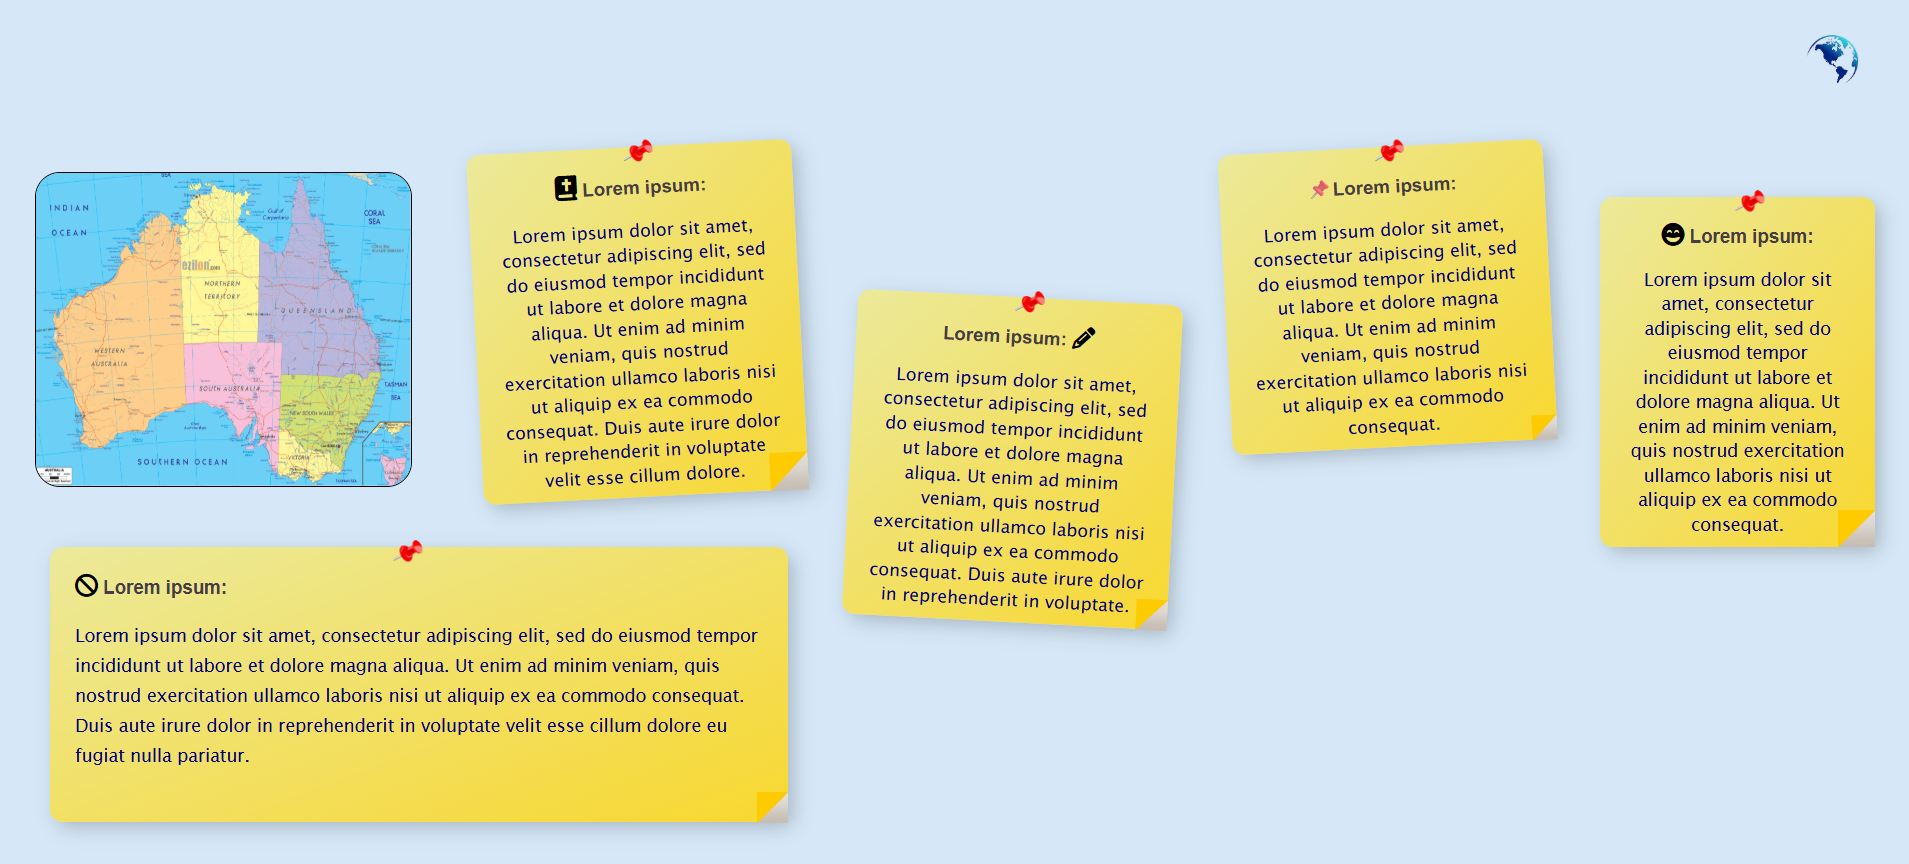 INDIAN
OCEAN
CORAL
SEA
Gulf of
Carpentaria
ezilon.com
NORTHERN
TERRITORY
QUEENSLAND
WESTERN
AUSTRALIA
SOUTH AUSTRALIA
NEW SOUTH WALES
VICTORIA
TASMAN
SEA
SOUTHERN OCEAN
AUSTRALIA
TASMAN SEA
Lorem ipsum:
Lorem ipsum dolor sit amet,
consectetur adipiscing elit, sed
do eiusmod tempor incididunt
ut labore et dolore magna
aliqua. Ut enim ad minim
veniam, quis nostrud
exercitation ullamco laboris nisi
ut aliquip ex ea commodo
consequat. Duis aute irure dolor
in reprehenderit in voluptate
velit esse cillum dolore.
Lorem ipsum:
Lorem ipsum dolor sit amet,
consectetur adipiscing elit, sed
do eiusmod tempor incididunt
ut labore et dolore magna
aliqua. Ut enim ad minim
veniam, quis nostrud
exercitation ullamco laboris nisi
ut aliquip ex ea commodo
consequat. Duis aute irure dolor
in reprehenderit in voluptate.
Lorem ipsum:
Lorem ipsum dolor sit amet,
consectetur adipiscing elit, sed
do eiusmod tempor incididunt
ut labore et dolore magna
aliqua. Ut enim ad minim
veniam, quis nostrud
exercitation ullamco laboris nisi
ut aliquip ex ea commodo
consequat.
Lorem ipsum:
Lorem ipsum dolor sit
amet, consectetur
adipiscing elit, sed do
eiusmod tempor
incididunt ut labore et
dolore magna aliqua. Ut
enim ad minim veniam,
quis nostrud exercitation
ullamco laboris nisi ut
aliquip ex ea commodo
consequat.
Lorem ipsum:
Lorem ipsum dolor sit amet, consectetur adipiscing elit, sed do eiusmod tempor
incididunt ut labore et dolore magna aliqua. Ut enim ad minim veniam, quis
nostrud exercitation ullamco laboris nisi ut aliquip ex ea commodo consequat.
Duis aute irure dolor in reprehenderit in voluptate velit esse cillum dolore eu
fugiat nulla pariatur.